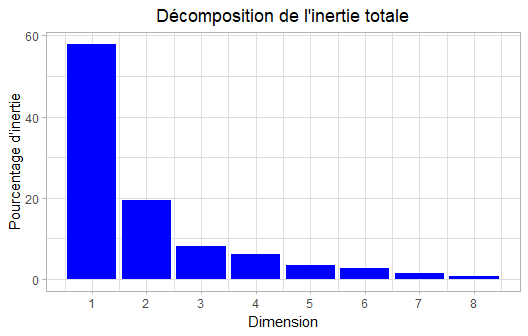 Décomposition de l'inertie totale
60
40
20
0
Pourcentage d'inertie
1 2 3 4 5 6 7 8
Dimension